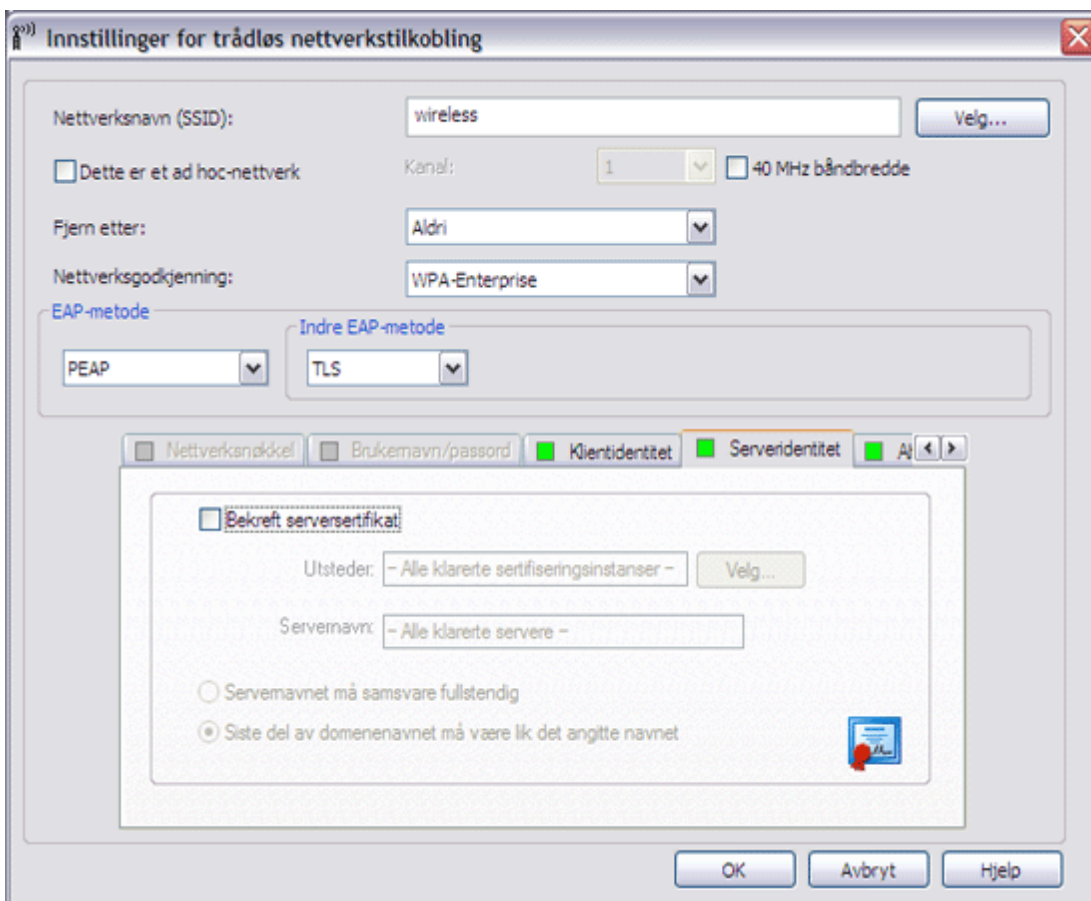 Innstillinger for trådløs nettverkstilkobling
Nettverksnavn (SSID): wireless Velg...
Dette er et ad hoc-nettverk Kanal: 1 40 MHz båndbredde
Fjern etter: Aldri
Nettverksgodkjenning: WPA-Enterprise
EAP-metode
Indre EAP-metode
PEAP TLS
Nettverksnøkkel Brukernavn/passord Klientidentitet Serveridentitet
Bekreft serversertifikat
Utsteder: – Alle klarerte sertifiseringsinstanser – Velg...
Servernavn: – Alle klarerte servere –
Servernavnet må samsvare fullstendig
Siste del av domenenavnet må være lik det angitte navnet
OK Avbryt Hjelp